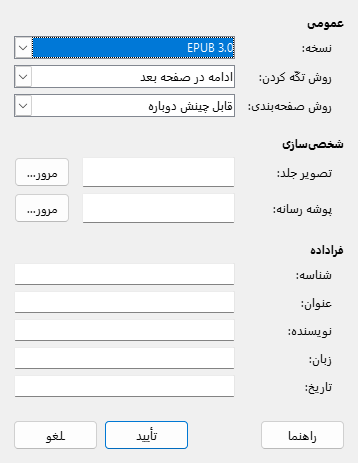 عمومی
نسخه: EPUB 3.0
روش تکّه کردن: ادامه در صفحه بعد
روش صفحه‌بندی: قابل چینش دوباره
شخصی‌سازی
تصویر جلد: مرور...
پوشه رسانه: مرور...
فراداده
شناسه:
عنوان:
نویسنده:
زبان:
تاریخ:
راهنما تأیید لغو